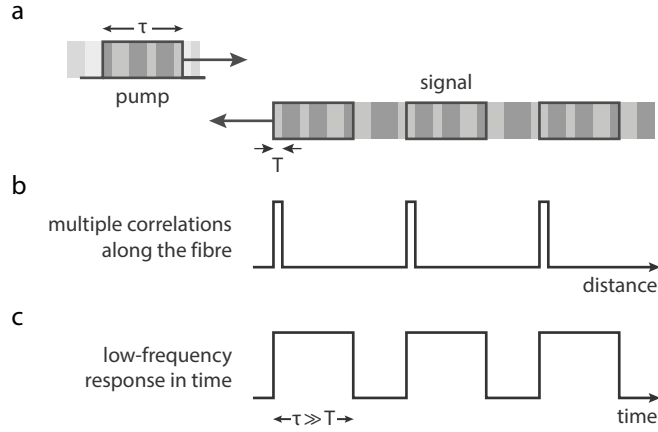 a
τ
pump
signal
T
b
multiple correlations
along the fibre
distance
c
low-frequency
response in time
time
τ ≫ T